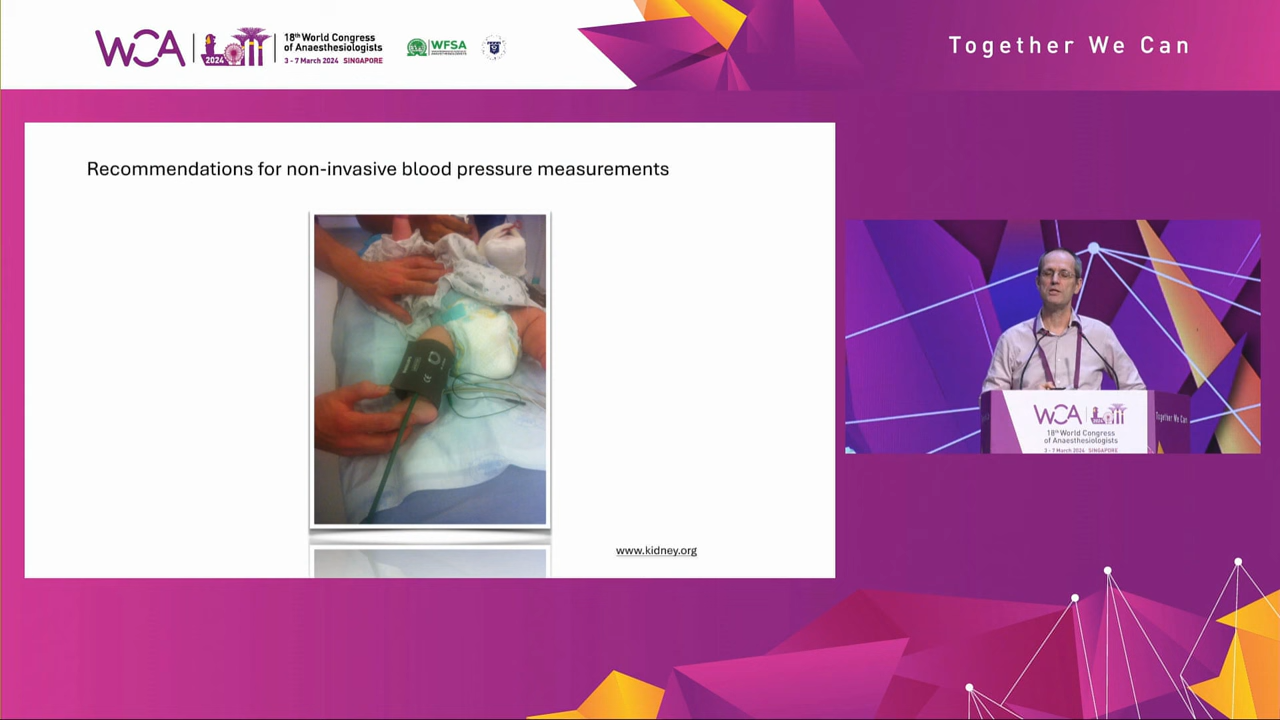 WCA
2024
18th World Congress
of Anaesthesiologists
3 - 7 March 2024 SINGAPORE
WFSA
Together We Can
Recommendations for non-invasive blood pressure measurements
www.kidney.org
WCA
18th World Congress
of Anaesthesiologists
3 - 7 March 2024 SINGAPORE
Together We Can